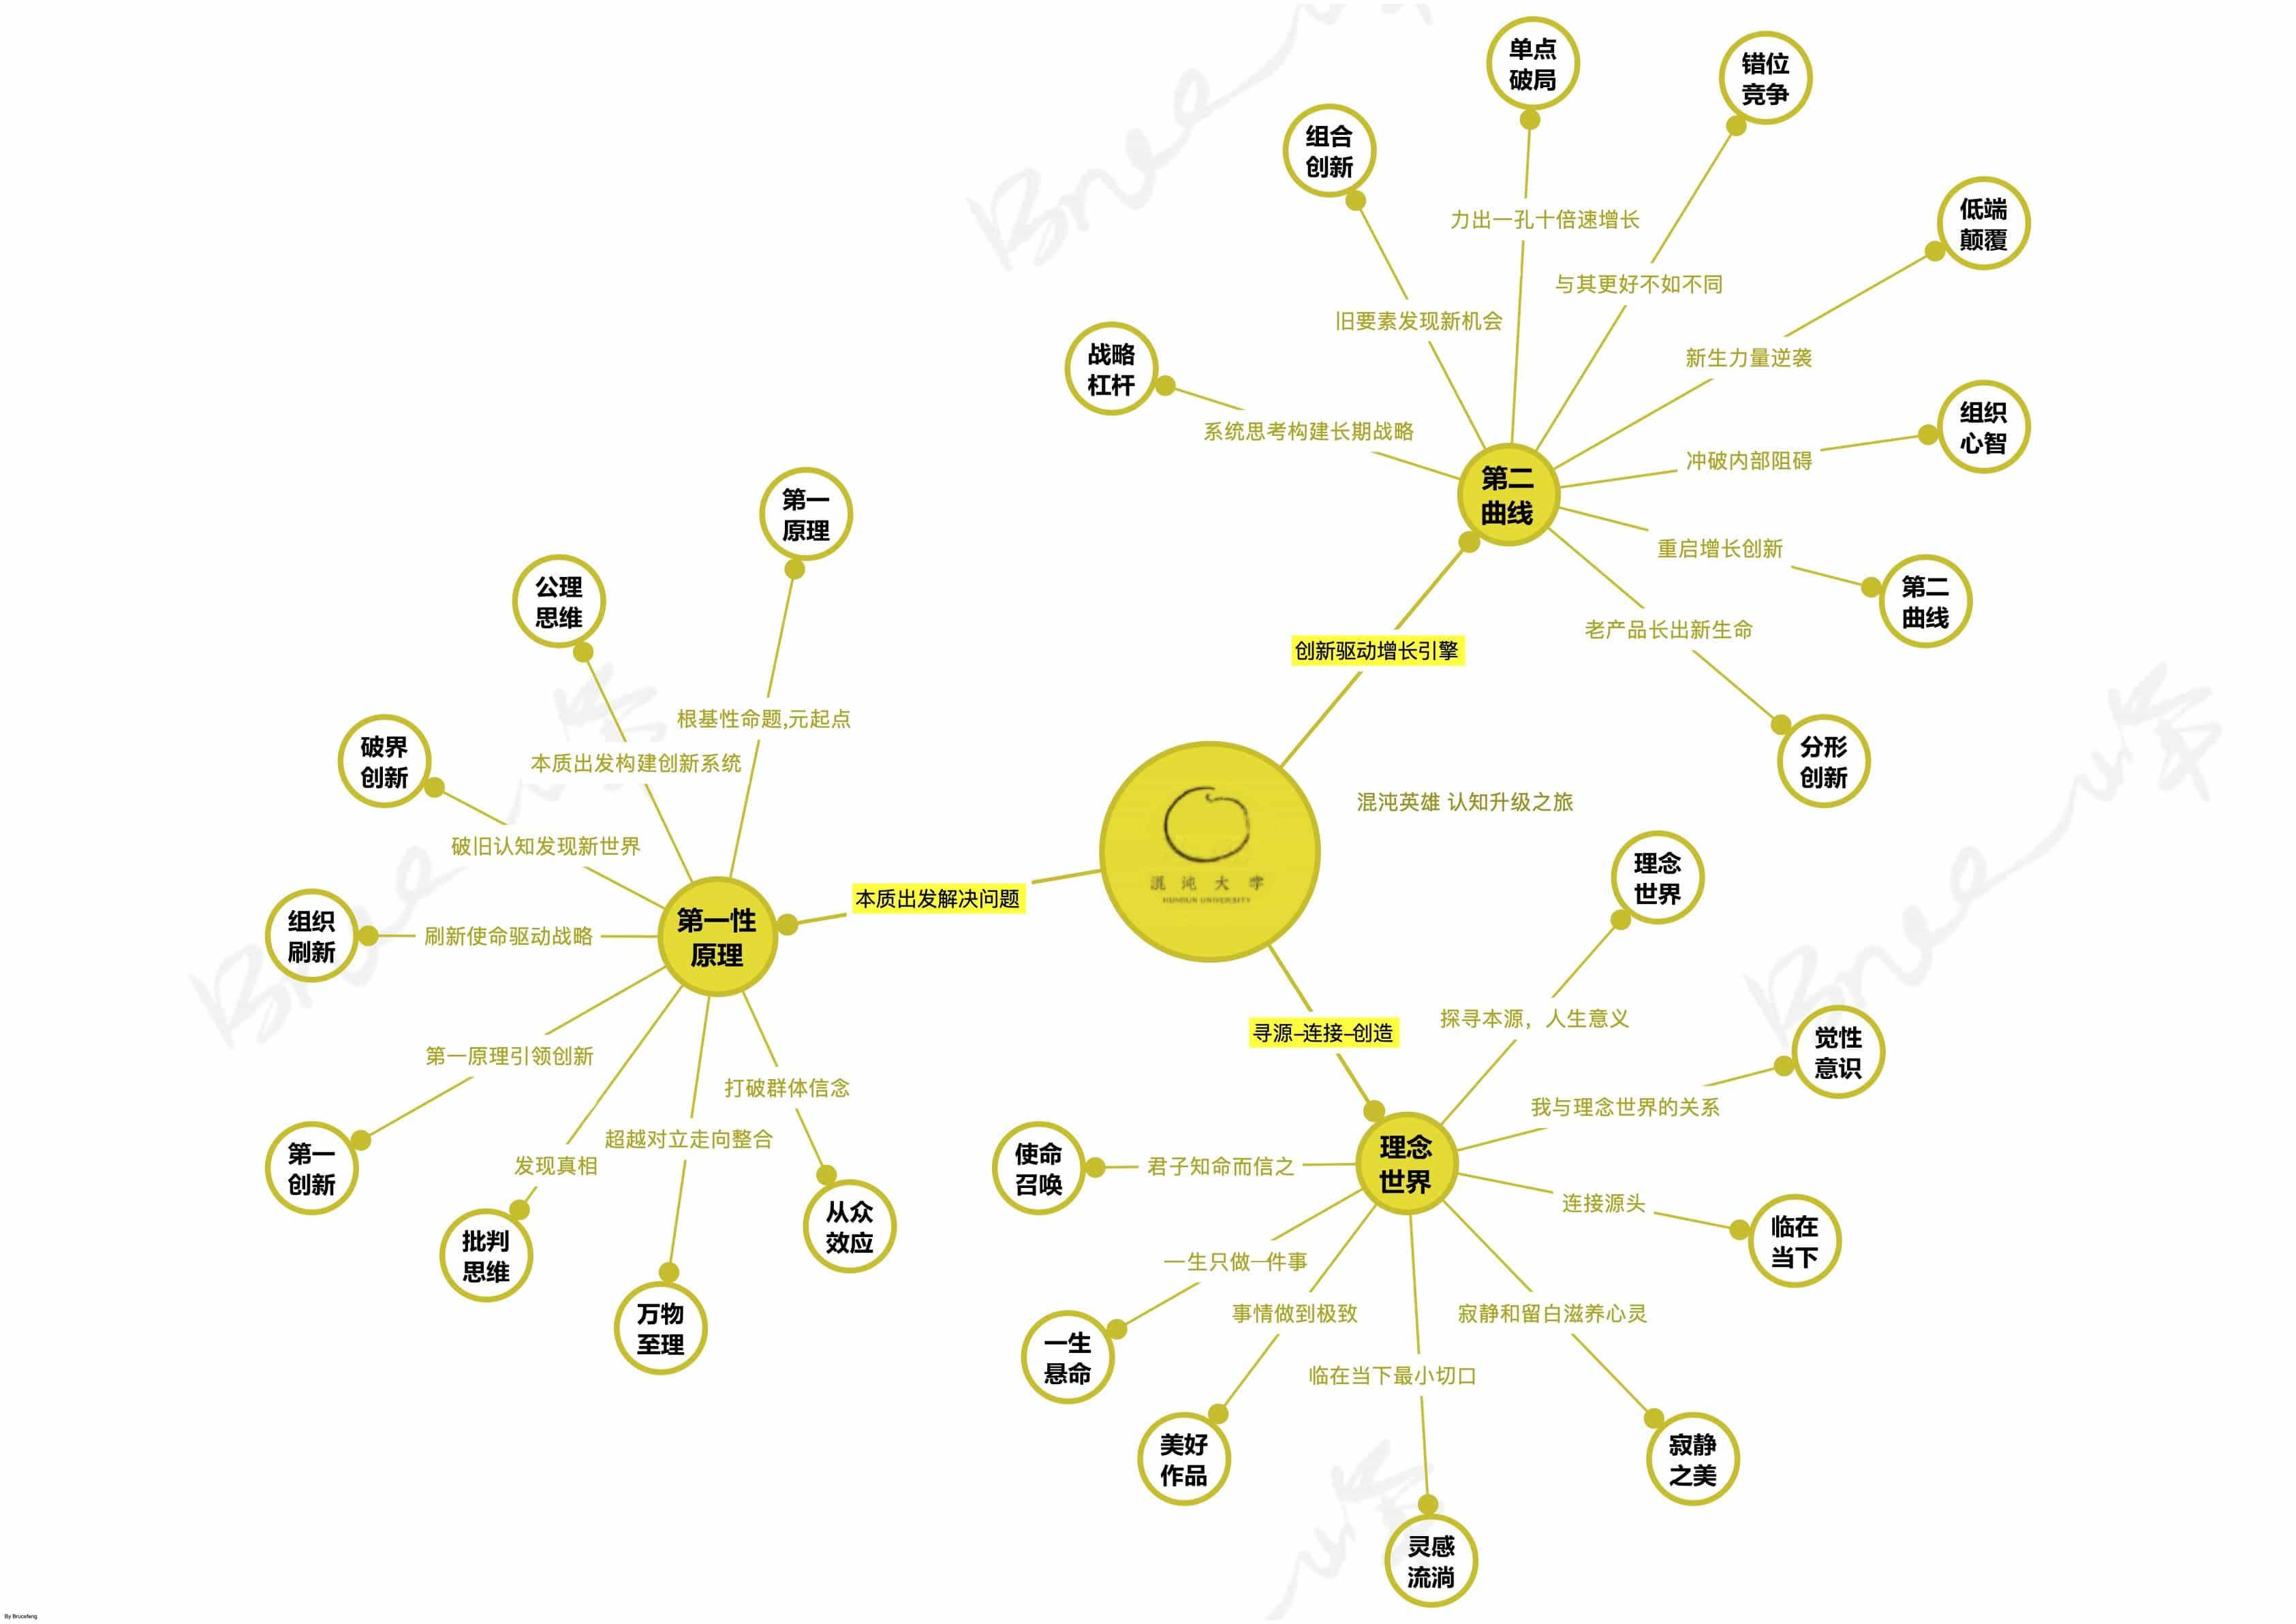 单点
破局
错位
竞争
组合
创新
低端
颠覆
力出一孔十倍速增长
与其更好不如不同
旧要素发现新机会
新生力量逆袭
战略
杠杆
系统思考构建长期战略
组织
心智
冲破内部阻碍
第二
曲线
重启增长创新
第二
曲线
老产品长出新生命
分形
创新
创新驱动增长引擎
混沌大学
HUNDUN UNIVERSITY
混沌英雄 认知升级之旅
第一
原理
公理
思维
根基性命题,元起点
本质出发构建创新系统
破界
创新
破旧认知发现新世界
本质出发解决问题
组织
刷新
刷新使命驱动战略
第一性
原理
第一原理引领创新
打破群体信念
超越对立走向整合
发现真相
第一
创新
批判
思维
从众
效应
万物
至理
理念
世界
探寻本源，人生意义
寻源–连接–创造
觉性
意识
我与理念世界的关系
使命
召唤
君子知命而信之
理念
世界
连接源头
临在
当下
一生只做一件事
事情做到极致
寂静和留白滋养心灵
一生
悬命
临在当下最小切口
美好
作品
寂静
之美
灵感
流淌
By Brucefeng